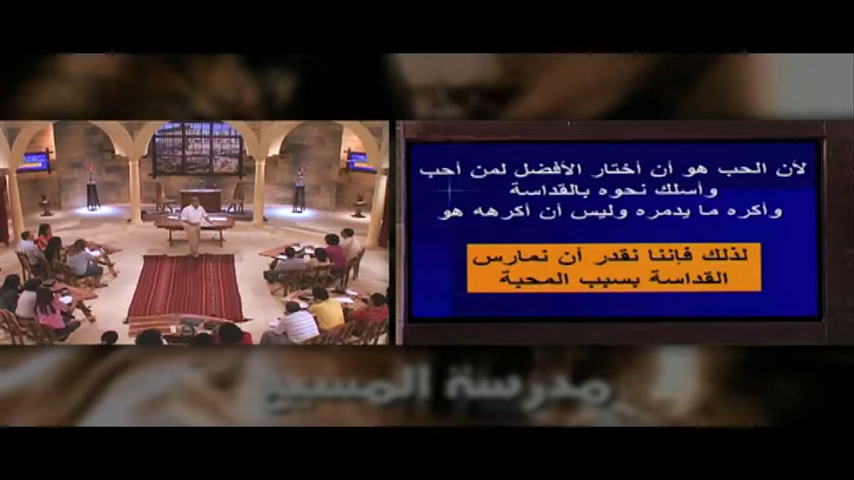 لأن الحب هو أن أختار الأفضل لمن أحب
وأسلك نحوه بالقداسة
وأكره ما يدمره وليس أن أكرهه هو
لذلك فإننا نقدر أن نمارس
القداسة بسبب المحبة
مدرسة المسيح